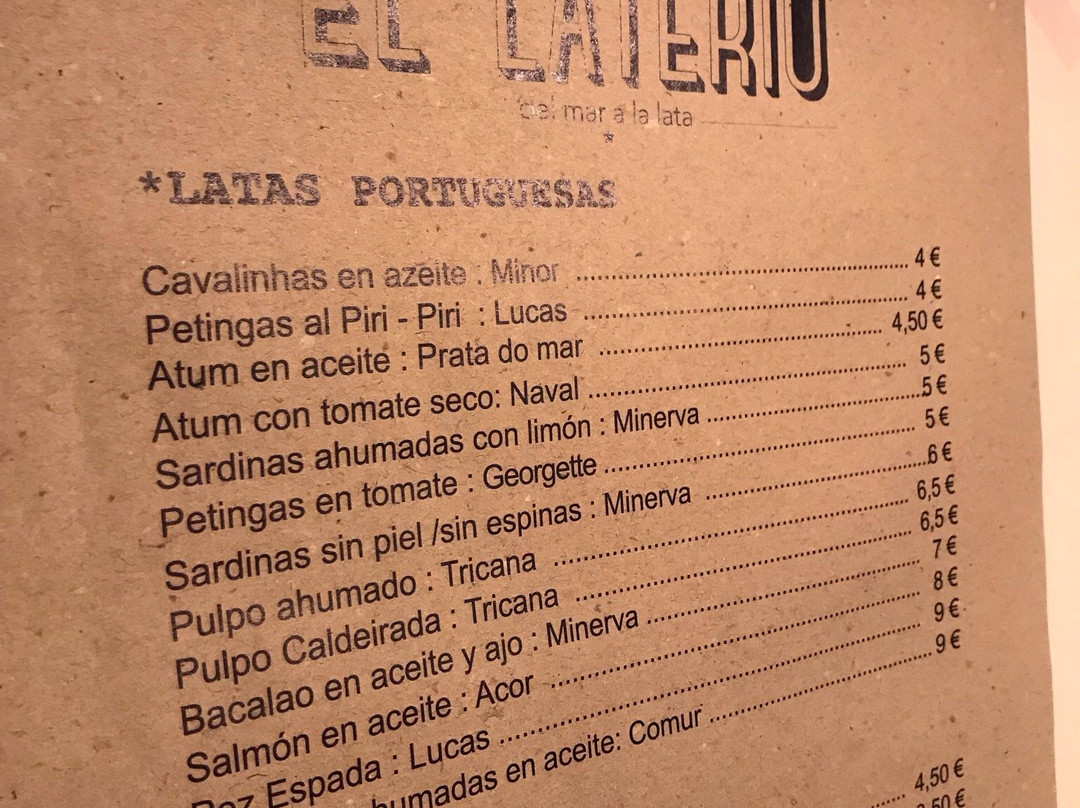 EL LATERIO
del mar a la lata
*
*LATAS PORTUGUESAS
Cavalinhas en azeite : Minor ........ 4 €
Petingas al Piri - Piri : Lucas ........ 4 €
Atum en aceite : Prata do mar ........ 4,50 €
Atum con tomate seco: Naval ........ 5 €
Sardinas ahumadas con limón : Minerva ........ 5 €
Petingas en tomate : Georgette ........ 5 €
Sardinas sin piel /sin espinas : Minerva ........ 6 €
Pulpo ahumado : Tricana ........ 6,5 €
Pulpo Caldeirada : Tricana ........ 6,5 €
Bacalao en aceite y ajo : Minerva ........ 7 €
Salmón en aceite : Acor ........ 8 €
Espada : Lucas ........ 9 €
en aceite: Comur ........ 9 €
4,50 €